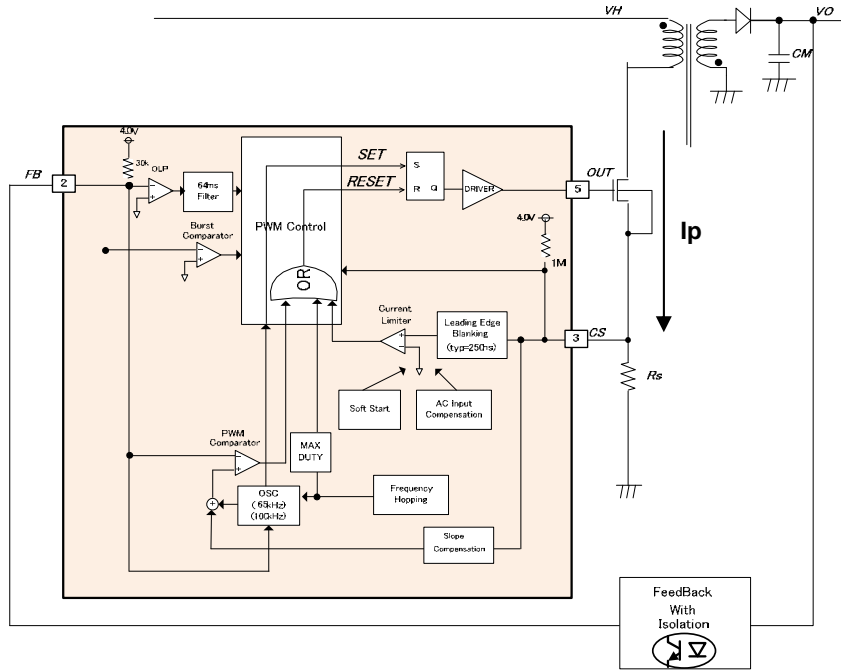 VH
VO
CM
4.0V
30k
OLP
FB
2
64ms
Filter
SET
RESET
S
R
Q
DRIVER
5
OUT
Burst
Comparator
PWM Control
4.0V
1M
Ip
OR
Current
Limiter
Leading Edge
Blanking
(typ=250ns)
3
CS
Rs
Soft Start
AC Input
Compensation
PWM
Comparator
MAX
DUTY
+
OSC
(65kHz)
(100kHz)
Frequency
Hopping
Slope
Compensation
FeedBack
With
Isolation